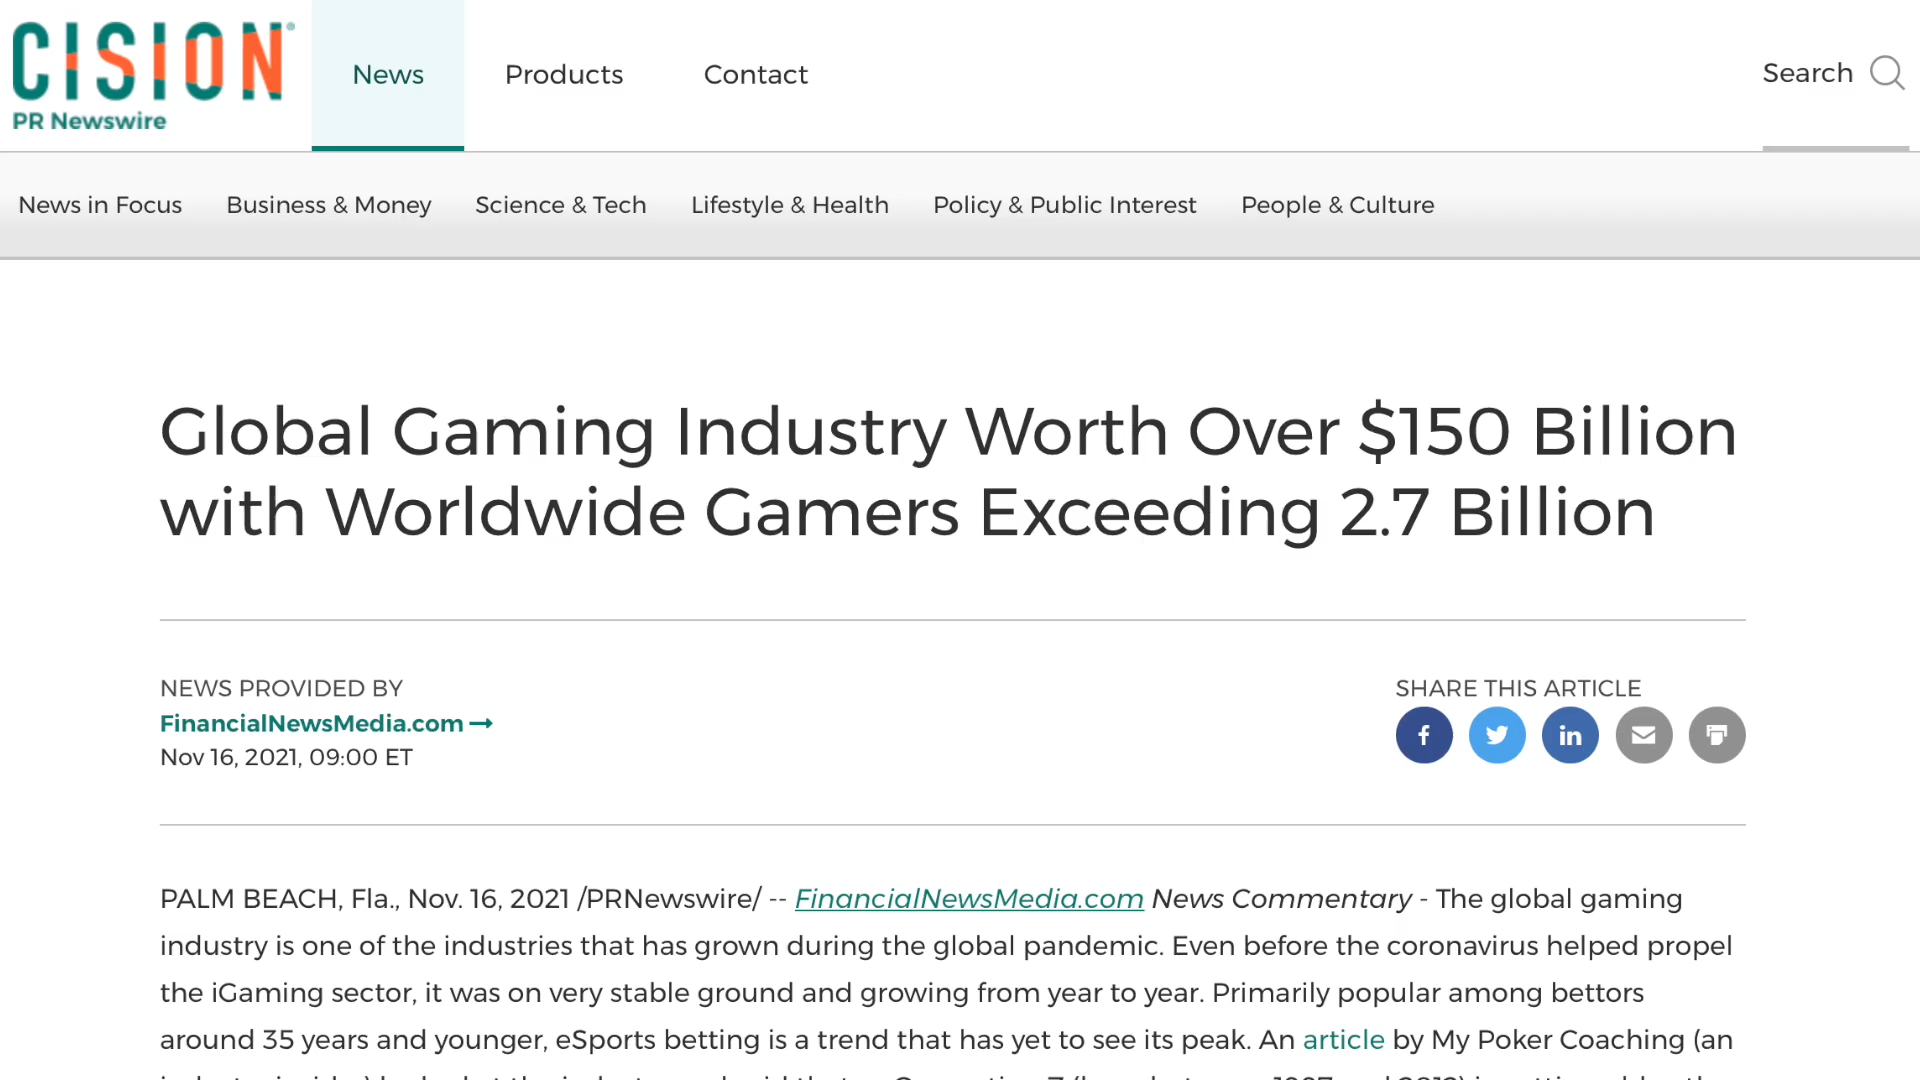 CISION®
PR Newswire
News
Products
Contact
Search
News in Focus
Business & Money
Science & Tech
Lifestyle & Health
Policy & Public Interest
People & Culture
Global Gaming Industry Worth Over $150 Billion
with Worldwide Gamers Exceeding 2.7 Billion
NEWS PROVIDED BY
FinancialNewsMedia.com →
Nov 16, 2021, 09:00 ET
SHARE THIS ARTICLE
PALM BEACH, Fla., Nov. 16, 2021 /PRNewswire/ -- FinancialNewsMedia.com News Commentary - The global gaming
industry is one of the industries that has grown during the global pandemic. Even before the coronavirus helped propel
the iGaming sector, it was on very stable ground and growing from year to year. Primarily popular among bettors
around 35 years and younger, eSports betting is a trend that has yet to see its peak. An article by My Poker Coaching (an